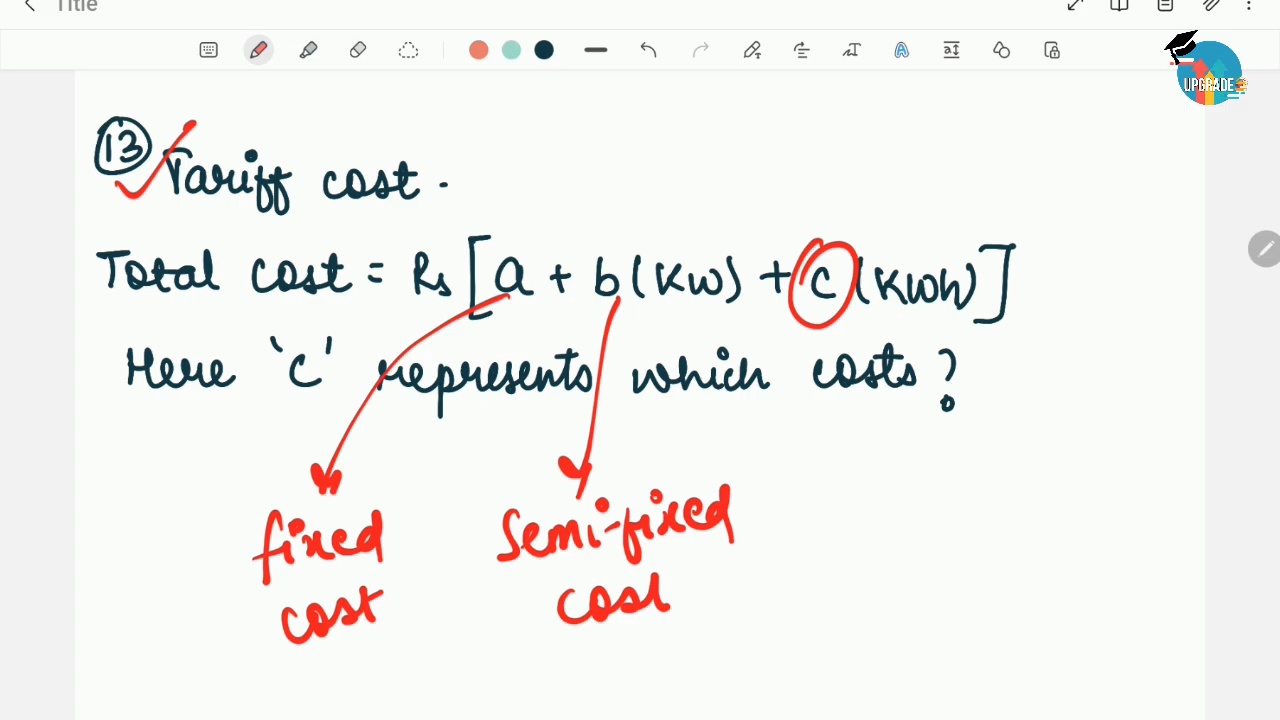 Title
UPGRADE
13 Tariff cost.
Total cost = Rs [a + b(KW) + c(KWh)]
Here 'c' represents which costs?
fixed cost
Semi-fixed cost